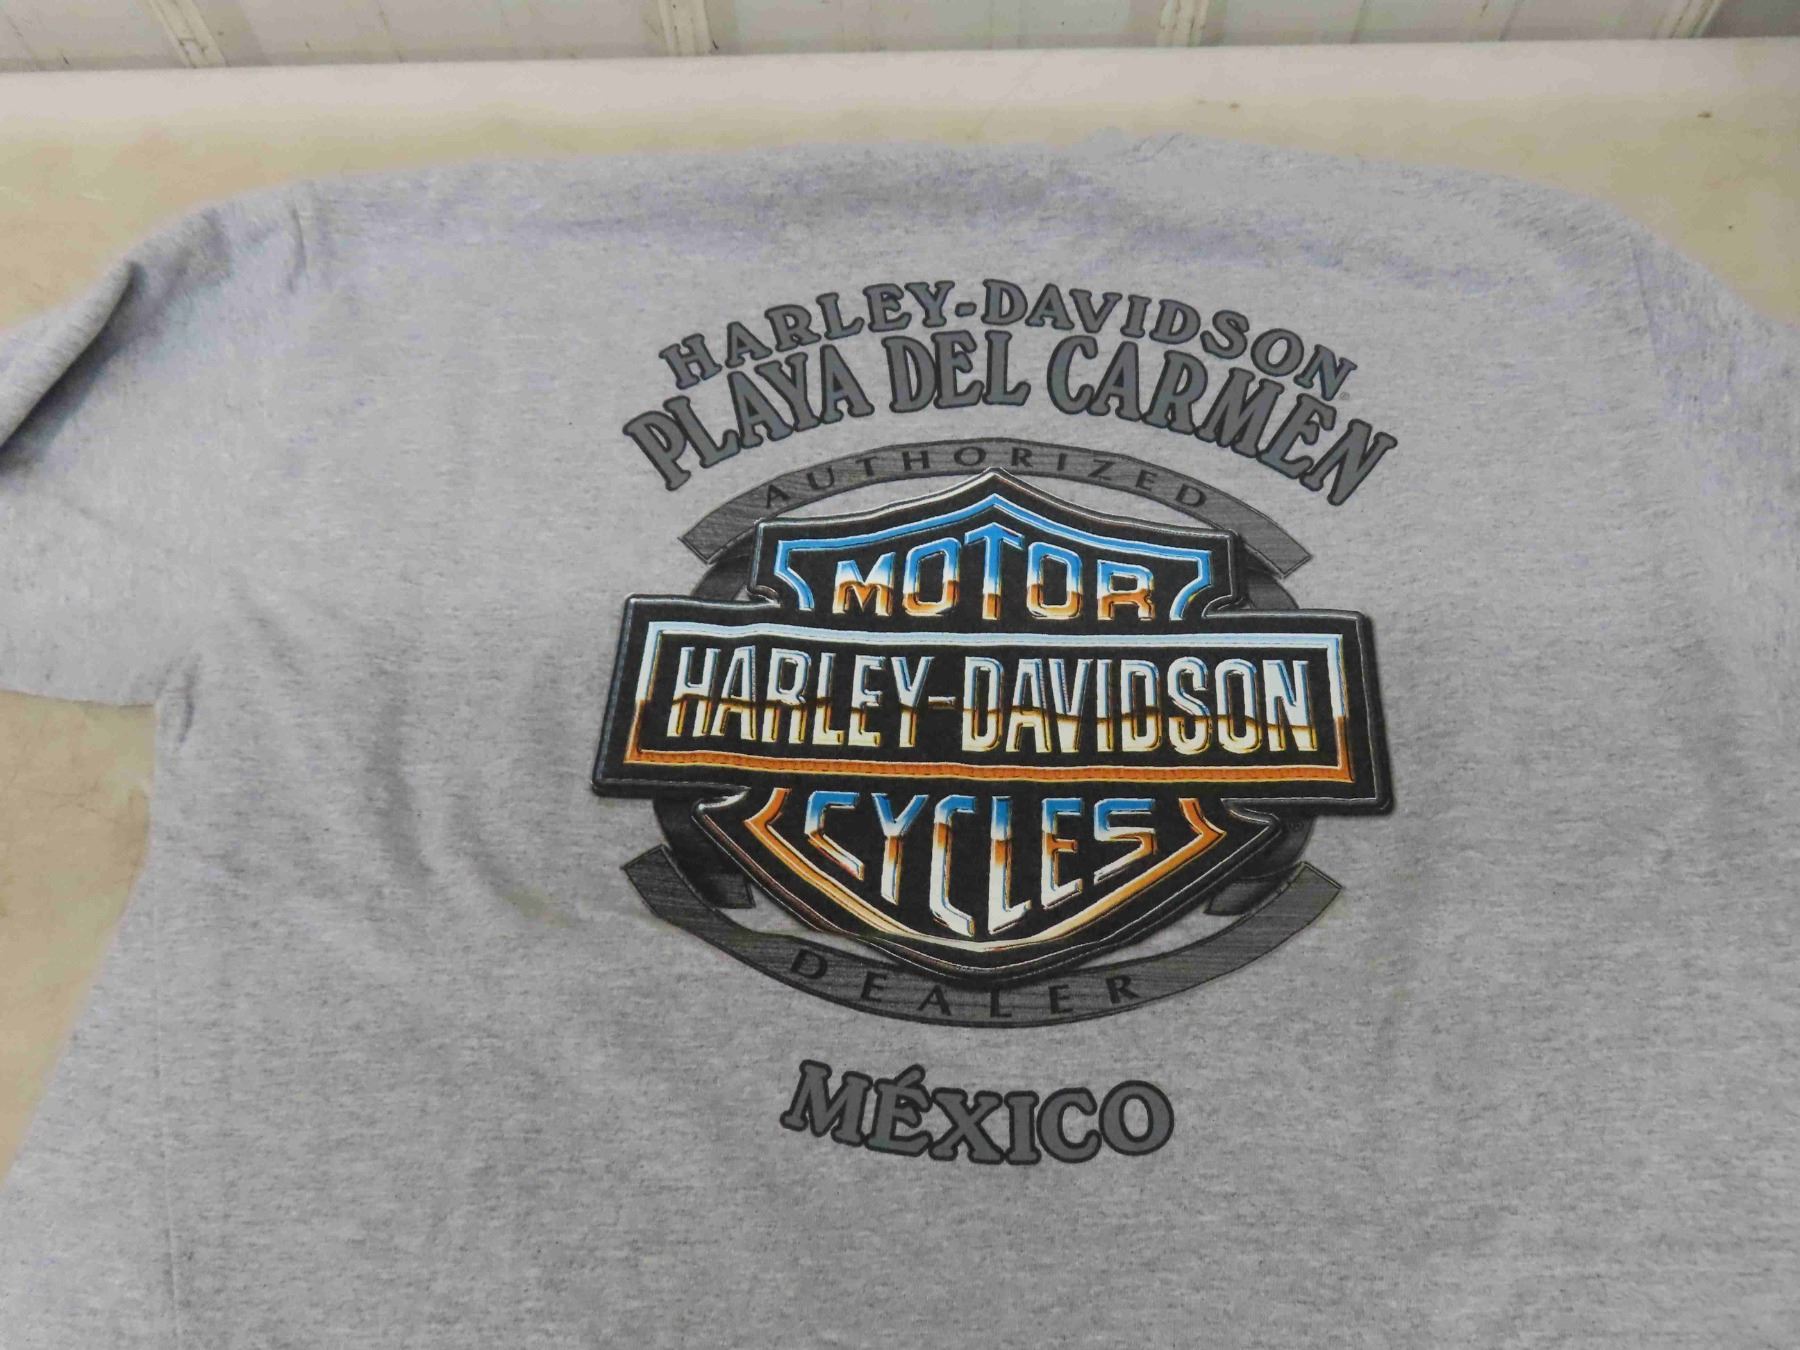 HARLEY-DAVIDSON®
PLAYA DEL CARMEN
AUTHORIZED
MOTOR
HARLEY-DAVIDSON
CYCLES
®
DEALER
MÉXICO